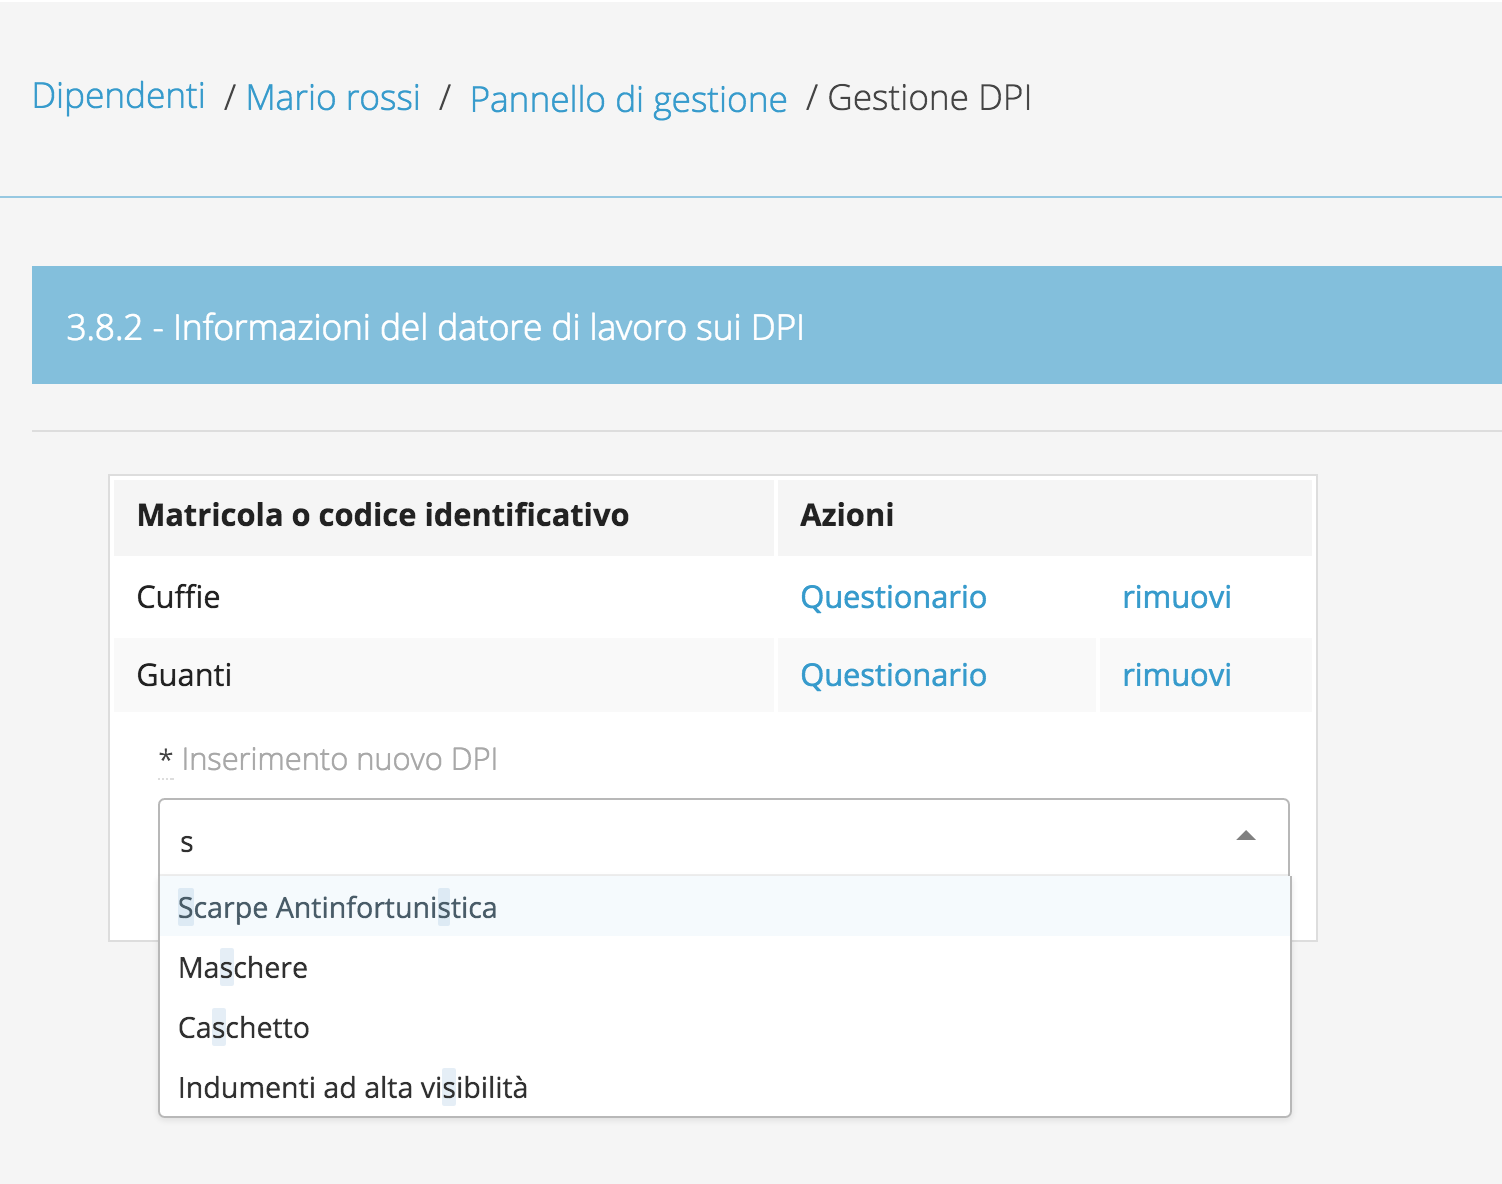 Dipendenti / Mario rossi / Pannello di gestione / Gestione DPI
3.8.2 - Informazioni del datore di lavoro sui DPI
Matricola o codice identificativo Azioni
Cuffie Questionario rimuovi
Guanti Questionario rimuovi
* Inserimento nuovo DPI
s
Scarpe Antinfortunistica
Maschere
Caschetto
Indumenti ad alta visibilità